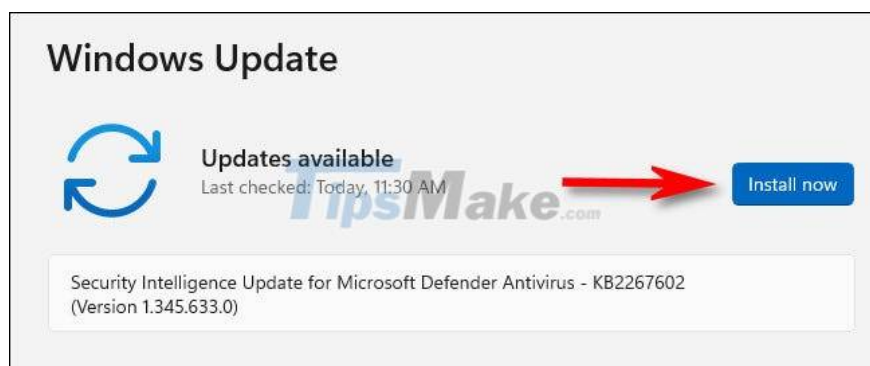 Windows Update
Updates available
Last checked: Today, 11:30 AM
Install now
TipsMake.com
Security Intelligence Update for Microsoft Defender Antivirus - KB2267602
(Version 1.345.633.0)